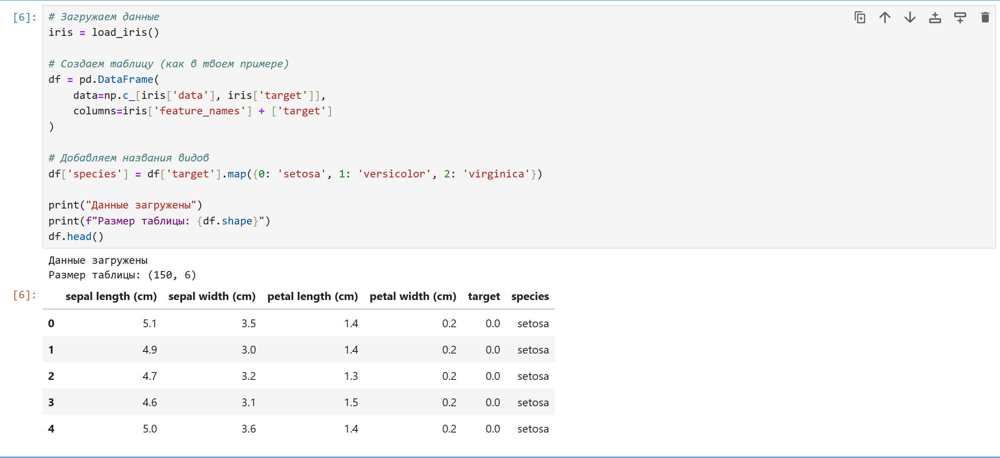 [6]: # Загружаем данные
iris = load_iris()
# Создаем таблицу (как в твоем примере)
df = pd.DataFrame(
    data=np.c_[iris['data'], iris['target']],
    columns=iris['feature_names'] + ['target']
)
# Добавляем названия видов
df['species'] = df['target'].map({0: 'setosa', 1: 'versicolor', 2: 'virginica'})
print("Данные загружены")
print(f"Размер таблицы: {df.shape}")
df.head()
Данные загружены
Размер таблицы: (150, 6)
[6]: sepal length (cm) sepal width (cm) petal length (cm) petal width (cm) target species
0 5.1 3.5 1.4 0.2 0.0 setosa
1 4.9 3.0 1.4 0.2 0.0 setosa
2 4.7 3.2 1.3 0.2 0.0 setosa
3 4.6 3.1 1.5 0.2 0.0 setosa
4 5.0 3.6 1.4 0.2 0.0 setosa